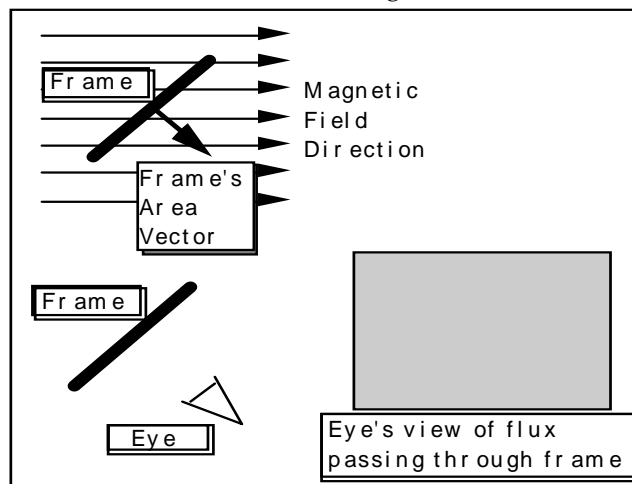 Frame
Magnetic
Field
Direction
Frame's
Area
Vector
Frame
Eye
Eye's view of flux
passing through frame